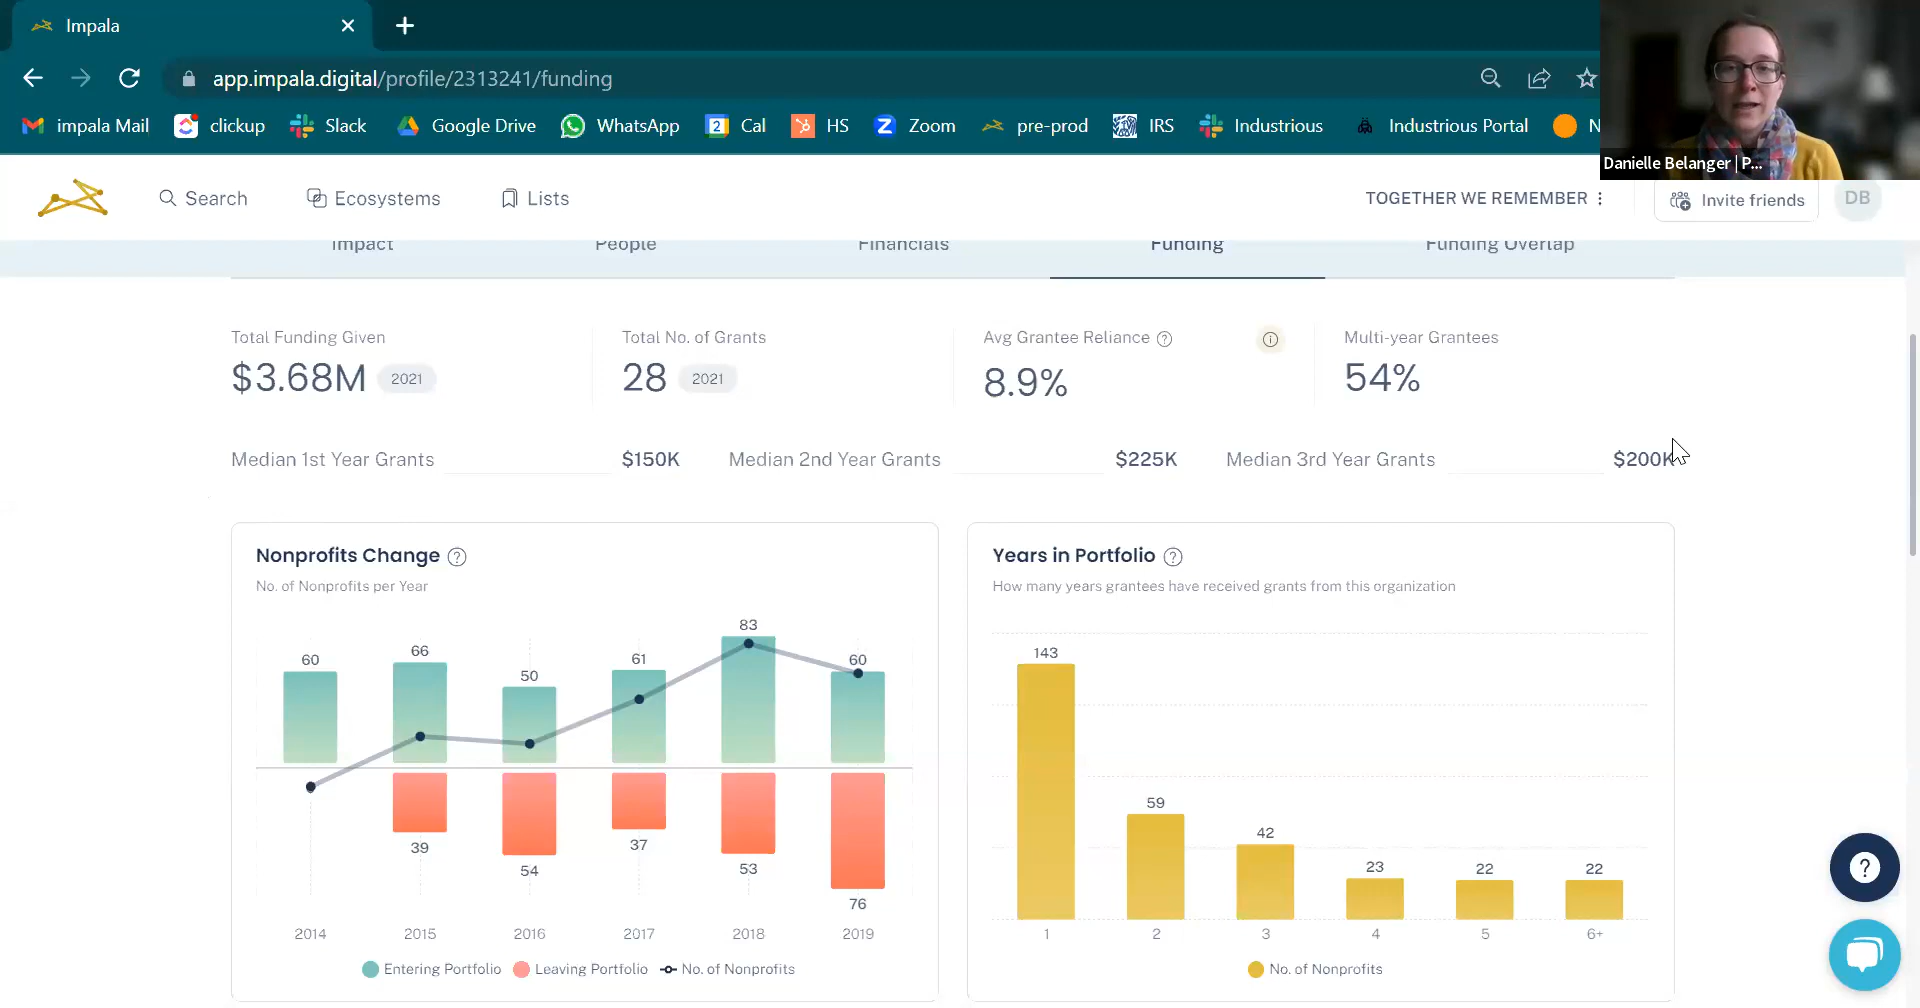 Impala
app.impala.digital/profile/2313241/funding
impala Mail clickup Slack Google Drive WhatsApp 2 Cal HS Z Zoom pre-prod IRS Industrious Industrious Portal N
Danielle Belanger | P...
Search Ecosystems Lists TOGETHER WE REMEMBER Invite friends DB
Impact People Financials Funding Funding Overlap
Total Funding Given Total No. of Grants Avg Grantee Reliance ? Multi-year Grantees
$3.68M 2021 28 2021 8.9% 54%
Median 1st Year Grants $150K Median 2nd Year Grants $225K Median 3rd Year Grants $200K
Nonprofits Change ?
No. of Nonprofits per Year
60 66 50 61 83 60
39 54 37 53 76
2014 2015 2016 2017 2018 2019
Entering Portfolio Leaving Portfolio No. of Nonprofits
Years in Portfolio ?
How many years grantees have received grants from this organization
143 59 42 23 22 22
1 2 3 4 5 6+
No. of Nonprofits
?